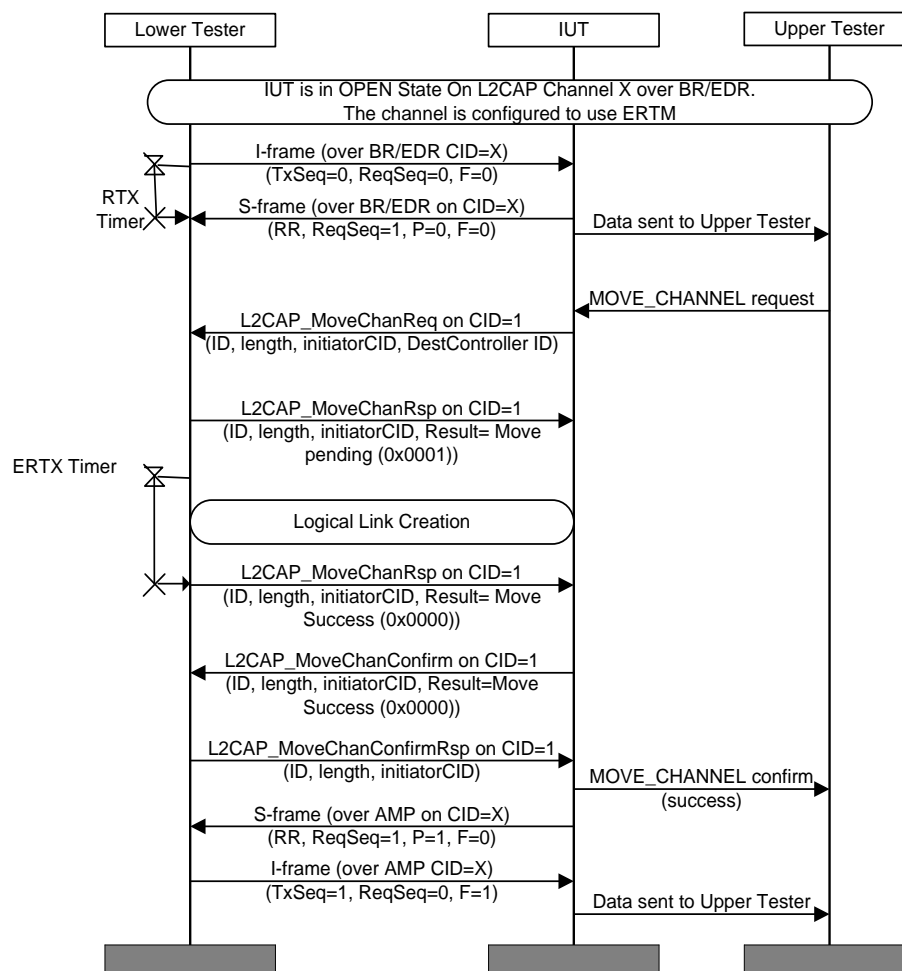 Lower Tester
IUT
Upper Tester
IUT is in OPEN State On L2CAP Channel X over BR/EDR.
The channel is configured to use ERTM
I-frame (over BR/EDR CID=X)
(TxSeq=0, ReqSeq=0, F=0)
RTX
Timer
S-frame (over BR/EDR on CID=X)
(RR, ReqSeq=1, P=0, F=0)
Data sent to Upper Tester
MOVE_CHANNEL request
L2CAP_MoveChanReq on CID=1
(ID, length, initiatorCID, DestController ID)
L2CAP_MoveChanRsp on CID=1
(ID, length, initiatorCID, Result= Move
pending (0x0001))
ERTX Timer
Logical Link Creation
L2CAP_MoveChanRsp on CID=1
(ID, length, initiatorCID, Result= Move
Success (0x0000))
L2CAP_MoveChanConfirm on CID=1
(ID, length, initiatorCID, Result=Move
Success (0x0000))
L2CAP_MoveChanConfirmRsp on CID=1
(ID, length, initiatorCID)
MOVE_CHANNEL confirm
(success)
S-frame (over AMP on CID=X)
(RR, ReqSeq=1, P=1, F=0)
I-frame (over AMP CID=X)
(TxSeq=1, ReqSeq=0, F=1)
Data sent to Upper Tester